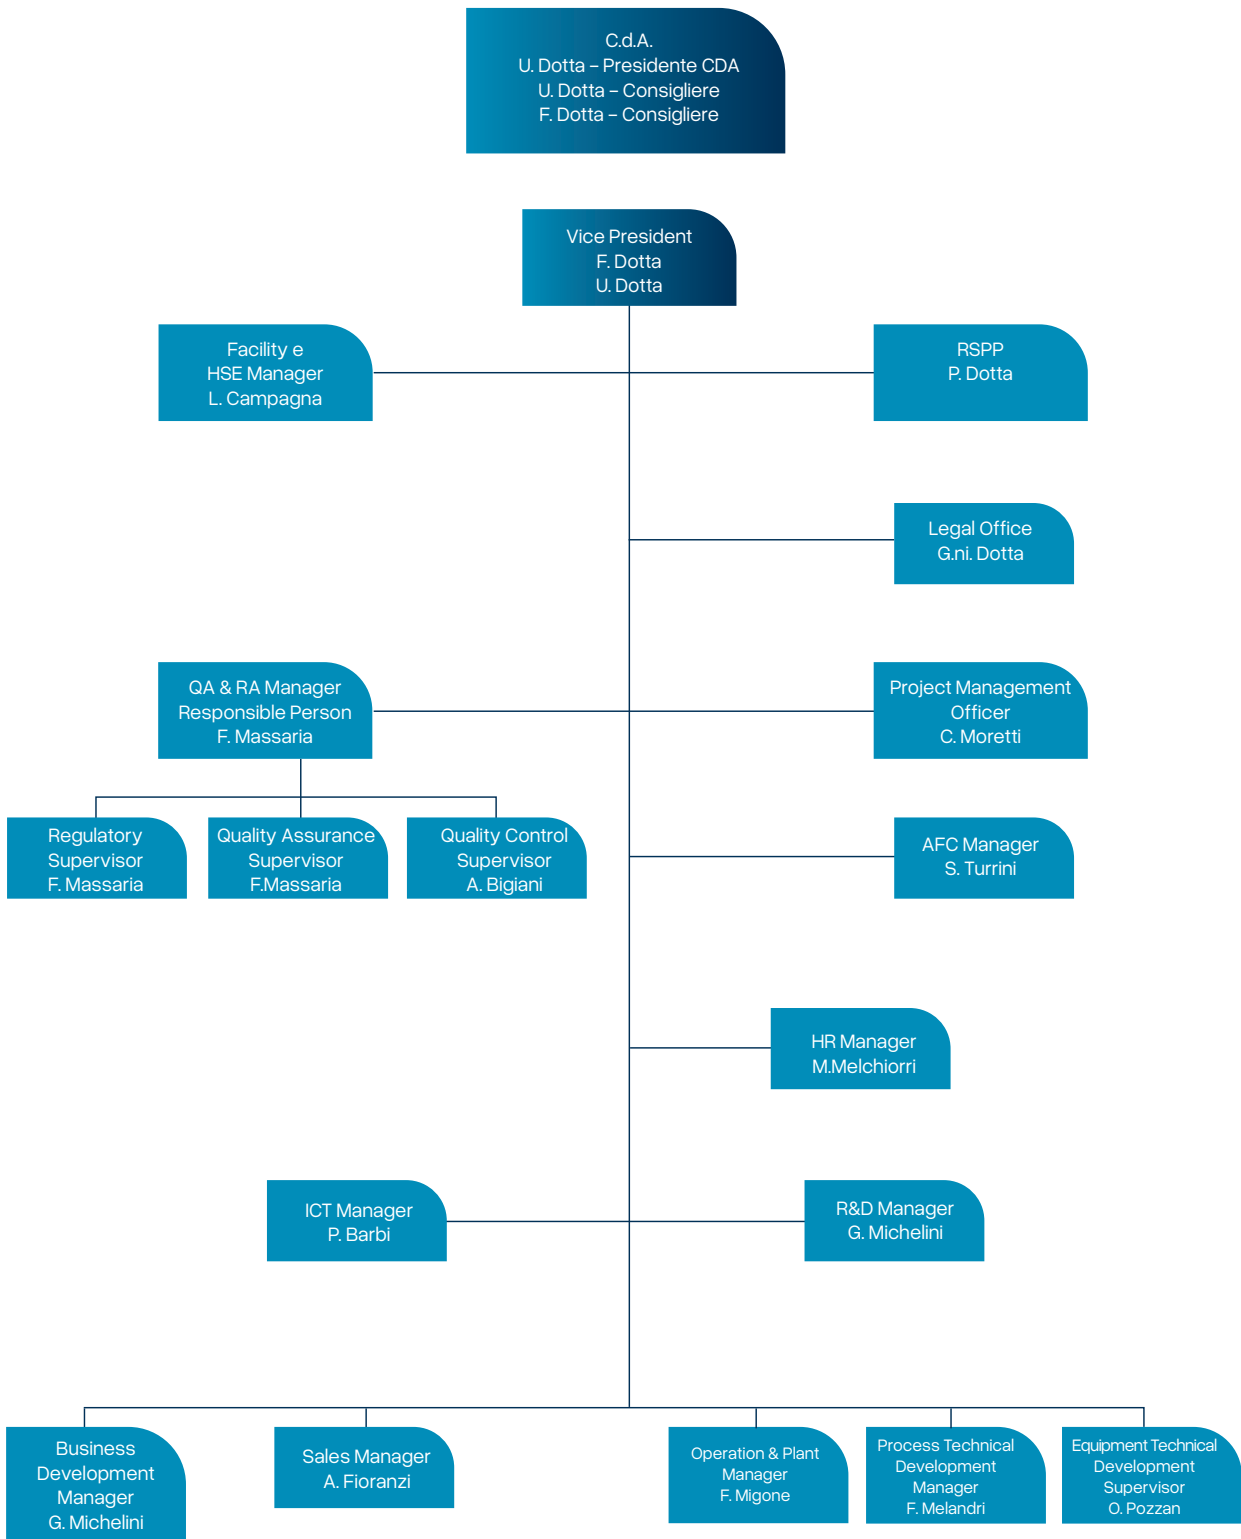 C.d.A.
U. Dotta – Presidente CDA
U. Dotta – Consigliere
F. Dotta – Consigliere
Vice President
F. Dotta
U. Dotta
Facility e
HSE Manager
L. Campagna
RSPP
P. Dotta
Legal Office
G.ni. Dotta
QA & RA Manager
Responsible Person
F. Massaria
Project Management
Officer
C. Moretti
Regulatory
Supervisor
F. Massaria
Quality Assurance
Supervisor
F.Massaria
Quality Control
Supervisor
A. Bigiani
AFC Manager
S. Turrini
HR Manager
M.Melchiorri
ICT Manager
P. Barbi
R&D Manager
G. Michelini
Business
Development
Manager
G. Michelini
Sales Manager
A. Fioranzi
Operation & Plant
Manager
F. Migone
Process Technical
Development
Manager
F. Melandri
Equipment Technical
Development
Supervisor
O. Pozzan